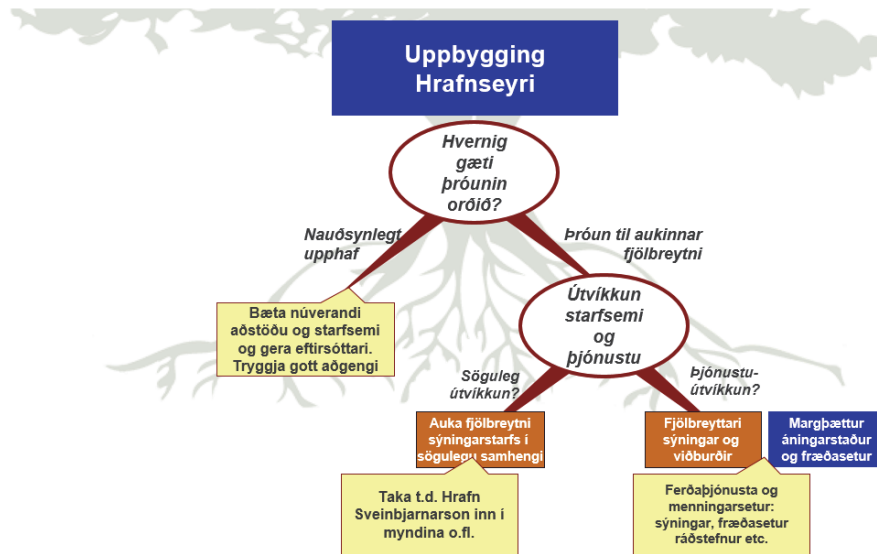 Uppbygging
Hrafnseyri
Hvernig
gæti
þróunin
orðið?
Nauðsynlegt
upphaf
Þróun til aukinnar
fjölbreytni
Bæta núverandi
aðstöðu og starfsemi
og gera eftirsóttari.
Tryggja gott aðgengi
Útvíkkun
starfsemi
og
þjónustu
Söguleg
útvíkkun?
Þjónustu-
útvíkkun?
Auka fjölbreytni
sýningarstarfs í
sögulegu samhengi
Fjölbreyttari
sýningar og
viðburðir
Margþættur
áningarstaður
og fræðasetur
Taka t.d. Hrafn
Sveinbjarnarson inn í
myndina o.fl.
Ferðaþjónusta og
menningarsetur:
sýningar, fræðasetur
ráðstefnur etc.